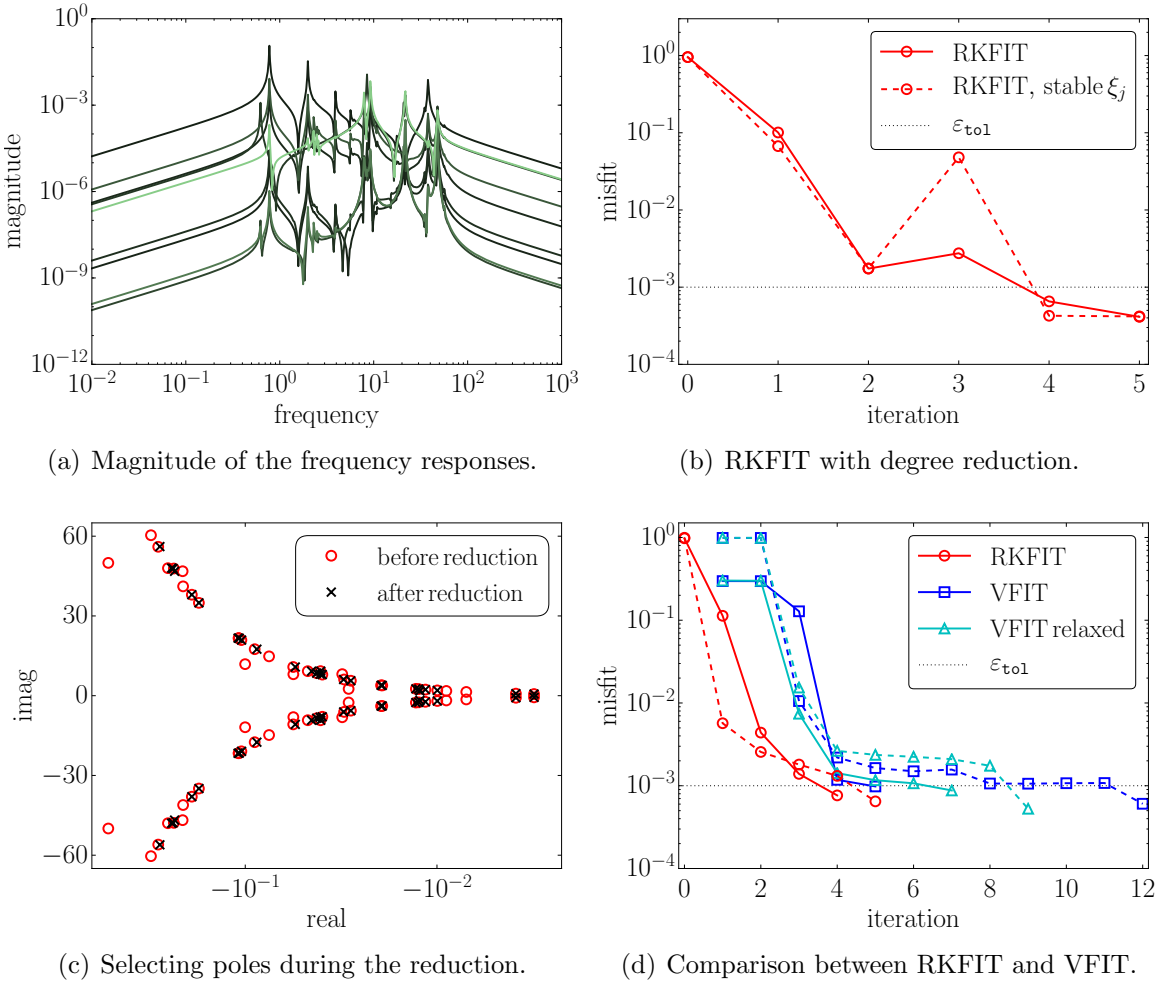 10^0
10^{-3}
10^{-6}
10^{-9}
10^{-12}
magnitude
10^{-2} 10^{-1} 10^0 10^1 10^2 10^3
frequency
(a) Magnitude of the frequency responses.
10^0
10^{-1}
10^{-2}
10^{-3}
10^{-4}
misfit
RKFIT
RKFIT, stable ξ_j
ε_tol
0 1 2 3 4 5
iteration
(b) RKFIT with degree reduction.
60
30
0
−30
−60
imag
before reduction
after reduction
−10^{-1} −10^{-2}
real
(c) Selecting poles during the reduction.
10^0
10^{-1}
10^{-2}
10^{-3}
10^{-4}
misfit
RKFIT
VFIT
VFIT relaxed
ε_tol
0 2 4 6 8 10 12
iteration
(d) Comparison between RKFIT and VFIT.